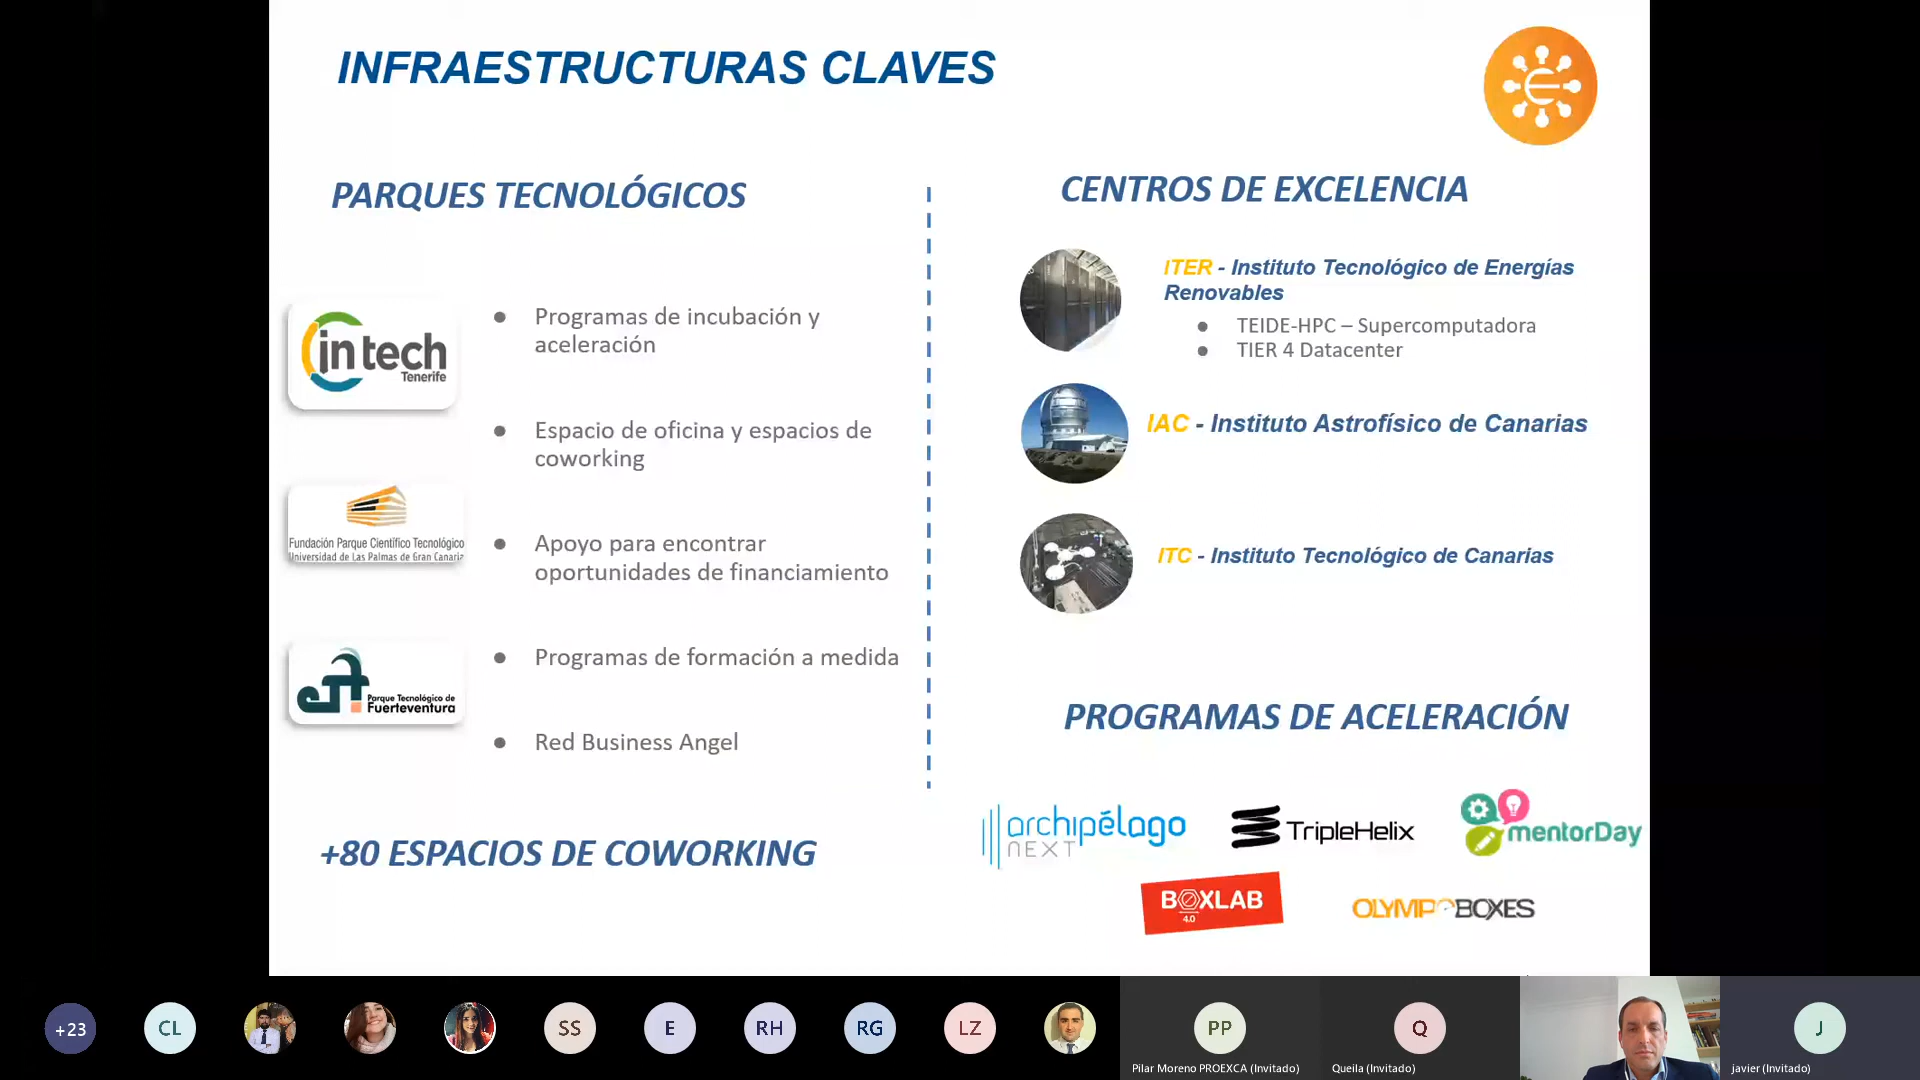 INFRAESTRUCTURAS CLAVES
PARQUES TECNOLÓGICOS
in tech
Tenerife
Fundación Parque Científico Tecnológico
Universidad de Las Palmas de Gran Canaria
Parque Tecnológico de
Fuerteventura
● Programas de incubación y
aceleración
● Espacio de oficina y espacios de
coworking
● Apoyo para encontrar
oportunidades de financiamiento
● Programas de formación a medida
● Red Business Angel
+80 ESPACIOS DE COWORKING
CENTROS DE EXCELENCIA
ITER - Instituto Tecnológico de Energías
Renovables
● TEIDE-HPC – Supercomputadora
● TIER 4 Datacenter
IAC - Instituto Astrofísico de Canarias
ITC - Instituto Tecnológico de Canarias
PROGRAMAS DE ACELERACIÓN
archipélago
NEXT
TripleHelix
mentorDay
BOXLAB
4.0
OLYMPOBOXES
+23
CL
SS
E
RH
RG
LZ
PP
Pilar Moreno PROEXCA (Invitado)
Q
Queila (Invitado)
J
javier (Invitado)